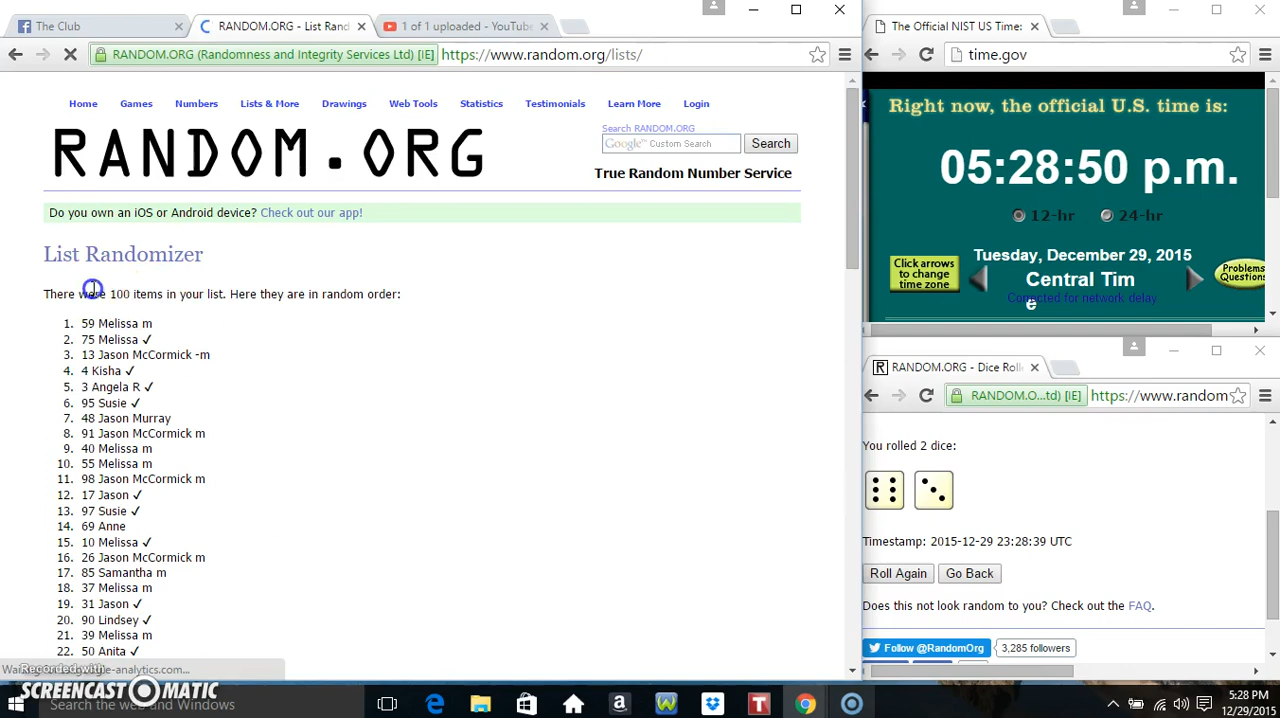 The Club
RANDOM.ORG - List Rand
1 of 1 uploaded - YouTube
RANDOM.ORG (Randomness and Integrity Services Ltd) [IE]
https://www.random.org/lists/
Home Games Numbers Lists & More Drawings Web Tools Statistics Testimonials Learn More Login
RANDOM.ORG
Search RANDOM.ORG
Google™ Custom Search
Search
True Random Number Service
Do you own an iOS or Android device? Check out our app!
List Randomizer
There were 100 items in your list. Here they are in random order:
1. 59 Melissa m
2. 75 Melissa ✓
3. 13 Jason McCormick -m
4. 4 Kisha ✓
5. 3 Angela R ✓
6. 95 Susie ✓
7. 48 Jason Murray
8. 91 Jason McCormick m
9. 40 Melissa m
10. 55 Melissa m
11. 98 Jason McCormick m
12. 17 Jason ✓
13. 97 Susie ✓
14. 69 Anne
15. 10 Melissa ✓
16. 26 Jason McCormick m
17. 85 Samantha m
18. 37 Melissa m
19. 31 Jason ✓
20. 90 Lindsey ✓
21. 39 Melissa m
22. 50 Anita ✓
The Official NIST US Time:
time.gov
Right now, the official U.S. time is:
05:28:50 p.m.
12-hr 24-hr
Tuesday, December 29, 2015
Click arrows
to change
time zone
Central Tim
e
Problems
Questions
Corrected for network delay
RANDOM.ORG - Dice Roll
RANDOM.O...td) [IE]
https://www.random
You rolled 2 dice:
Timestamp: 2015-12-29 23:28:39 UTC
Roll Again
Go Back
Does this not look random to you? Check out the FAQ.
Follow @RandomOrg
3,285 followers
Recorded with
SCREENCAST-O-MATIC
Search the web and Windows
5:28 PM
12/29/2015